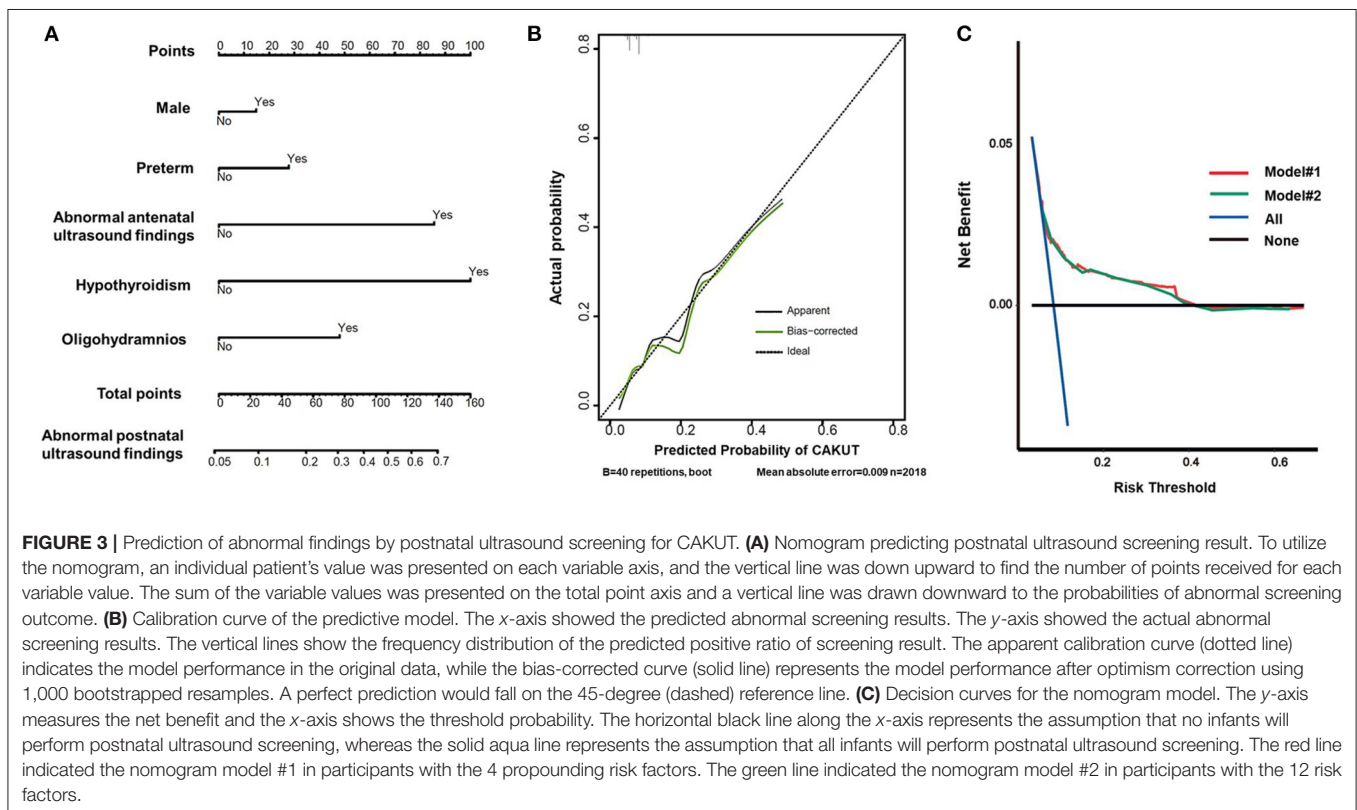 A
Points
0 10 20 30 40 50 60 70 80 90 100
Male
Yes
No
Preterm
Yes
No
Abnormal antenatal
ultrasound findings
Yes
No
Hypothyroidism
Yes
No
Oligohydramnios
Yes
No
Total points
0 20 40 60 80 100 120 140 160
Abnormal postnatal
ultrasound findings
0.05 0.1 0.2 0.3 0.4 0.5 0.6 0.7
B
Actual probability
0.8
0.6
0.4
0.2
0.0
Apparent
Bias-corrected
Ideal
0.0 0.2 0.4 0.6 0.8
Predicted Probability of CAKUT
B=40 repetitions, boot Mean absolute error=0.009 n=2018
C
Net Benefit
0.05
0.00
Model#1
Model#2
All
None
0.2 0.4 0.6
Risk Threshold
FIGURE 3 | Prediction of abnormal findings by postnatal ultrasound screening for CAKUT. (A) Nomogram predicting postnatal ultrasound screening result. To utilize
the nomogram, an individual patient's value was presented on each variable axis, and the vertical line was down upward to find the number of points received for each
variable value. The sum of the variable values was presented on the total point axis and a vertical line was drawn downward to the probabilities of abnormal screening
outcome. (B) Calibration curve of the predictive model. The x-axis showed the predicted abnormal screening results. The y-axis showed the actual abnormal
screening results. The vertical lines show the frequency distribution of the predicted positive ratio of screening result. The apparent calibration curve (dotted line)
indicates the model performance in the original data, while the bias-corrected curve (solid line) represents the model performance after optimism correction using
1,000 bootstrapped resamples. A perfect prediction would fall on the 45-degree (dashed) reference line. (C) Decision curves for the nomogram model. The y-axis
measures the net benefit and the x-axis shows the threshold probability. The horizontal black line along the x-axis represents the assumption that no infants will
perform postnatal ultrasound screening, whereas the solid aqua line represents the assumption that all infants will perform postnatal ultrasound screening. The red line
indicated the nomogram model #1 in participants with the 4 propounding risk factors. The green line indicated the nomogram model #2 in participants with the 12 risk
factors.